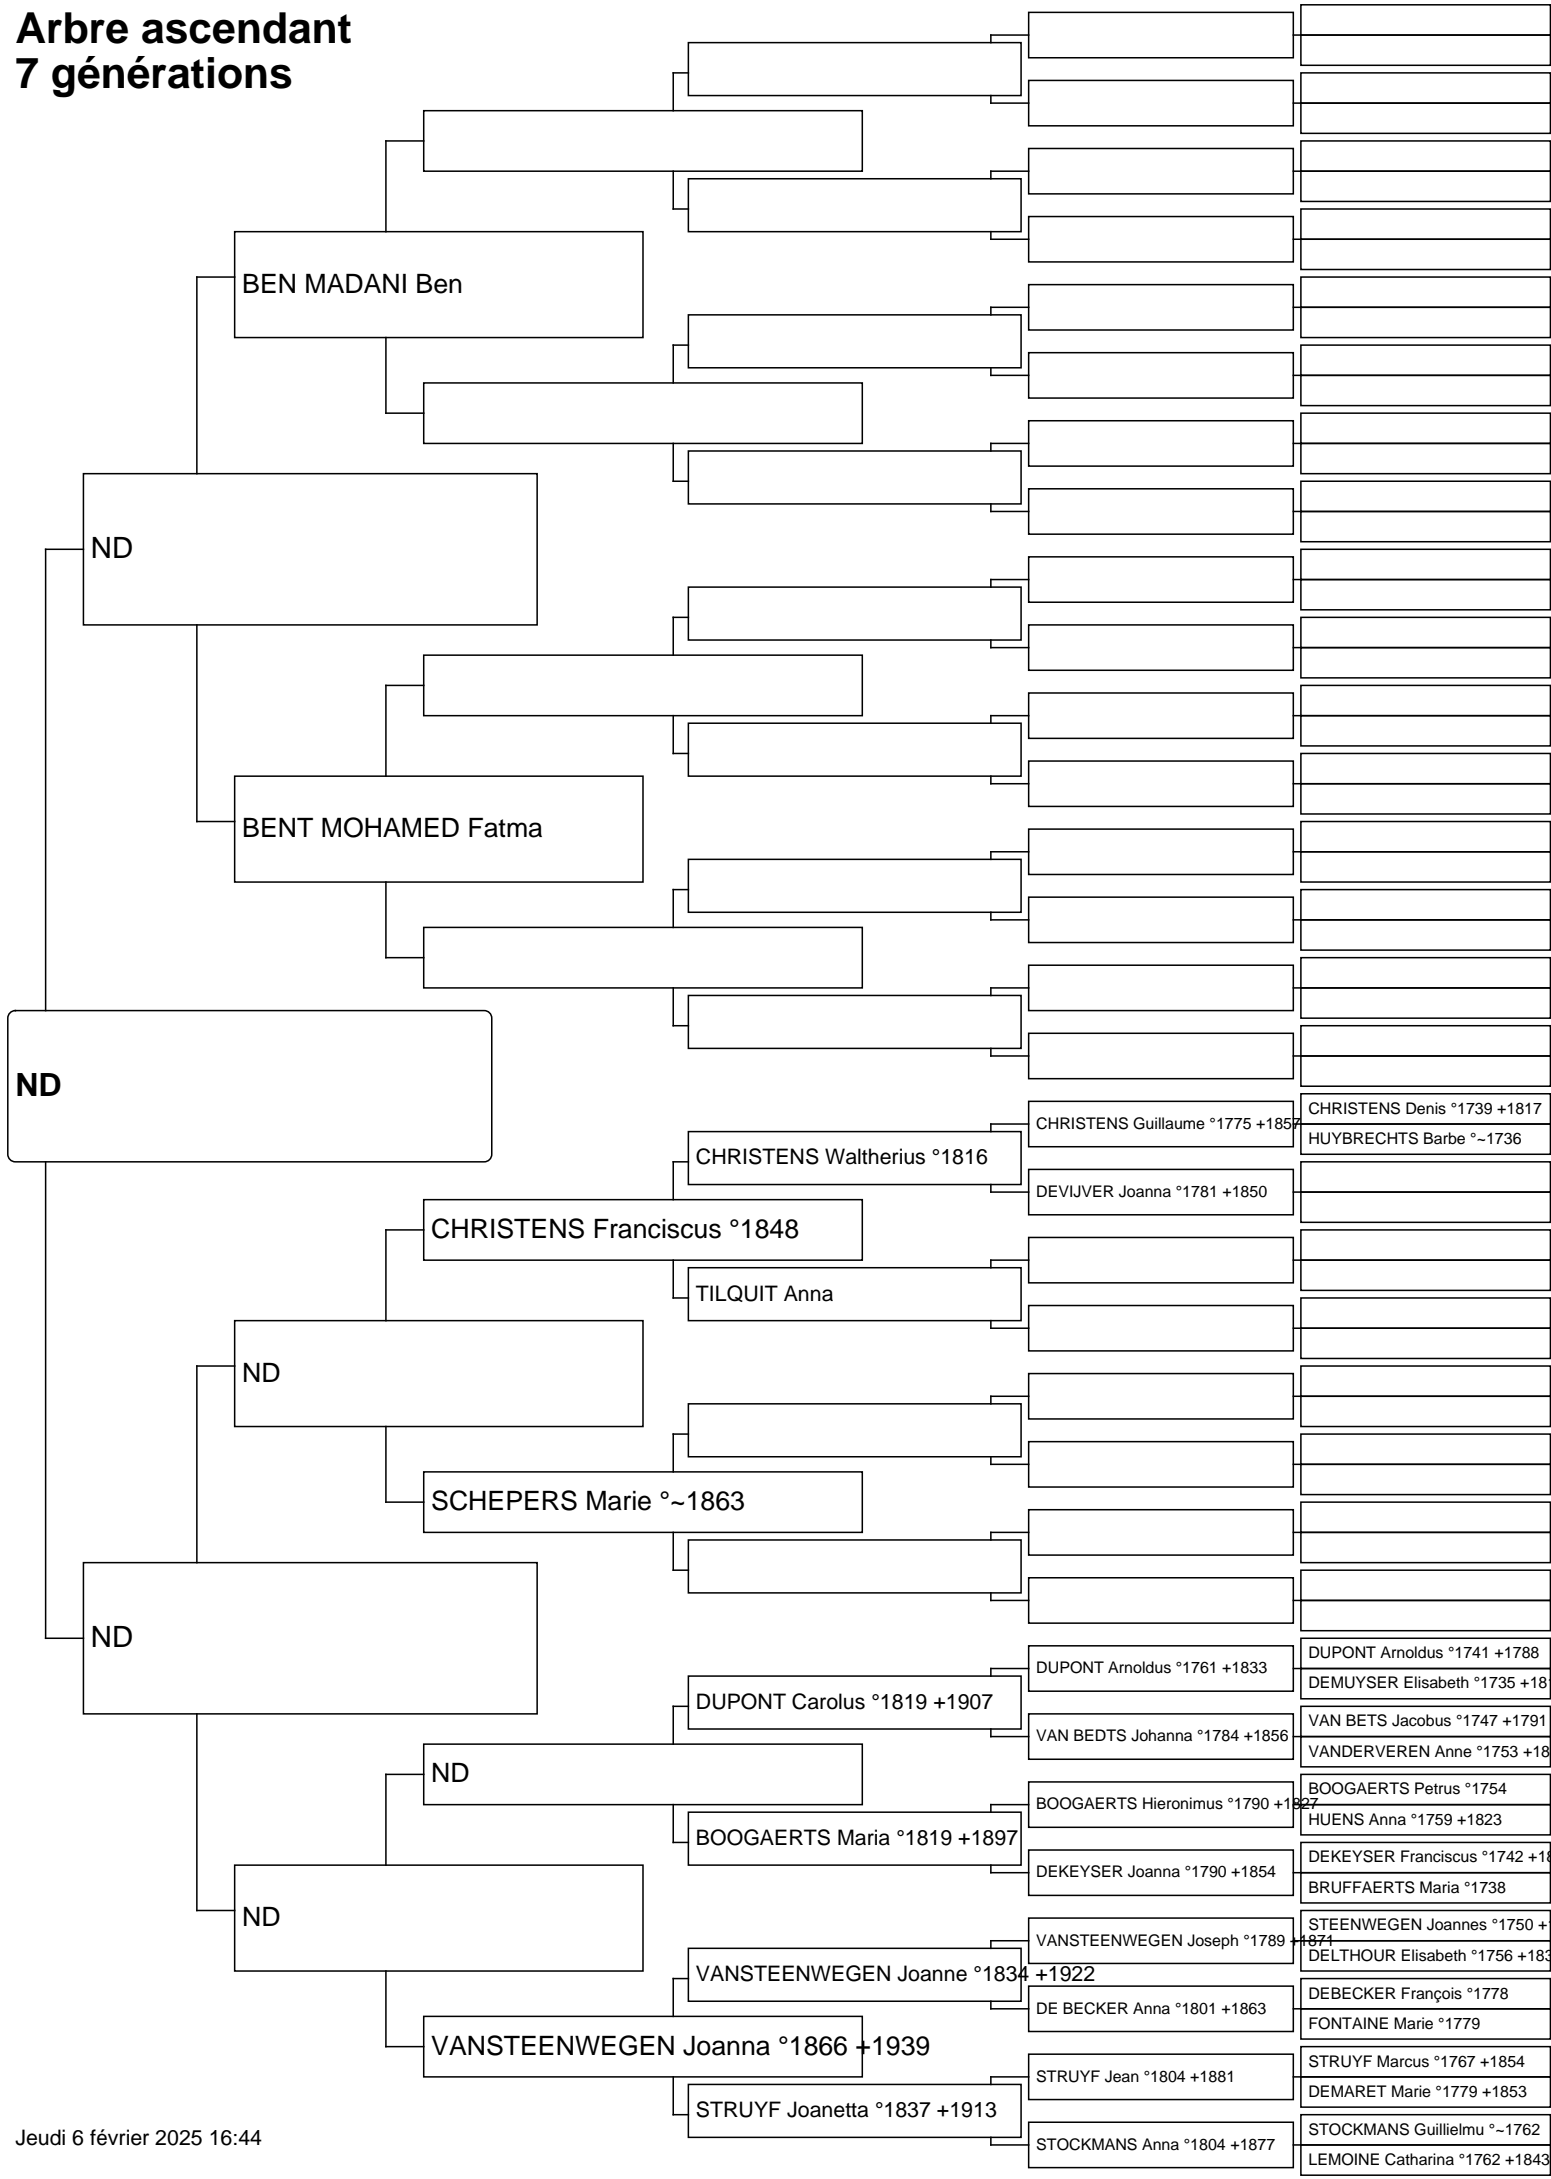 Arbre ascendant
7 générations
BEN MADANI Ben
ND
BENT MOHAMED Fatma
ND
CHRISTENS Denis °1739 +1817
CHRISTENS Guillaume °1775 +1857
HUYBRECHTS Barbe °~1736
CHRISTENS Waltherius °1816
DEVIJVER Joanna °1781 +1850
CHRISTENS Franciscus °1848
TILQUIT Anna
ND
SCHEPERS Marie °~1863
ND
DUPONT Arnoldus °1741 +1788
DUPONT Arnoldus °1761 +1833
DEMUYSER Elisabeth °1735 +18
DUPONT Carolus °1819 +1907
VAN BETS Jacobus °1747 +1791
VAN BEDTS Johanna °1784 +1856
VANDERVEREN Anne °1753 +18
ND
BOOGAERTS Petrus °1754
BOOGAERTS Hieronimus °1790 +1827
HUENS Anna °1759 +1823
BOOGAERTS Maria °1819 +1897
DEKEYSER Franciscus °1742 +18
DEKEYSER Joanna °1790 +1854
BRUFFAERTS Maria °1738
ND
STEENWEGEN Joannes °1750 +
VANSTEENWEGEN Joseph °1789 +1871
DELTHOUR Elisabeth °1756 +183
VANSTEENWEGEN Joanne °1834 +1922
DEBECKER François °1778
DE BECKER Anna °1801 +1863
FONTAINE Marie °1779
VANSTEENWEGEN Joanna °1866 +1939
STRUYF Marcus °1767 +1854
STRUYF Jean °1804 +1881
DEMARET Marie °1779 +1853
STRUYF Joanetta °1837 +1913
STOCKMANS Guillielmu °~1762
STOCKMANS Anna °1804 +1877
LEMOINE Catharina °1762 +1843
Jeudi 6 février 2025 16:44